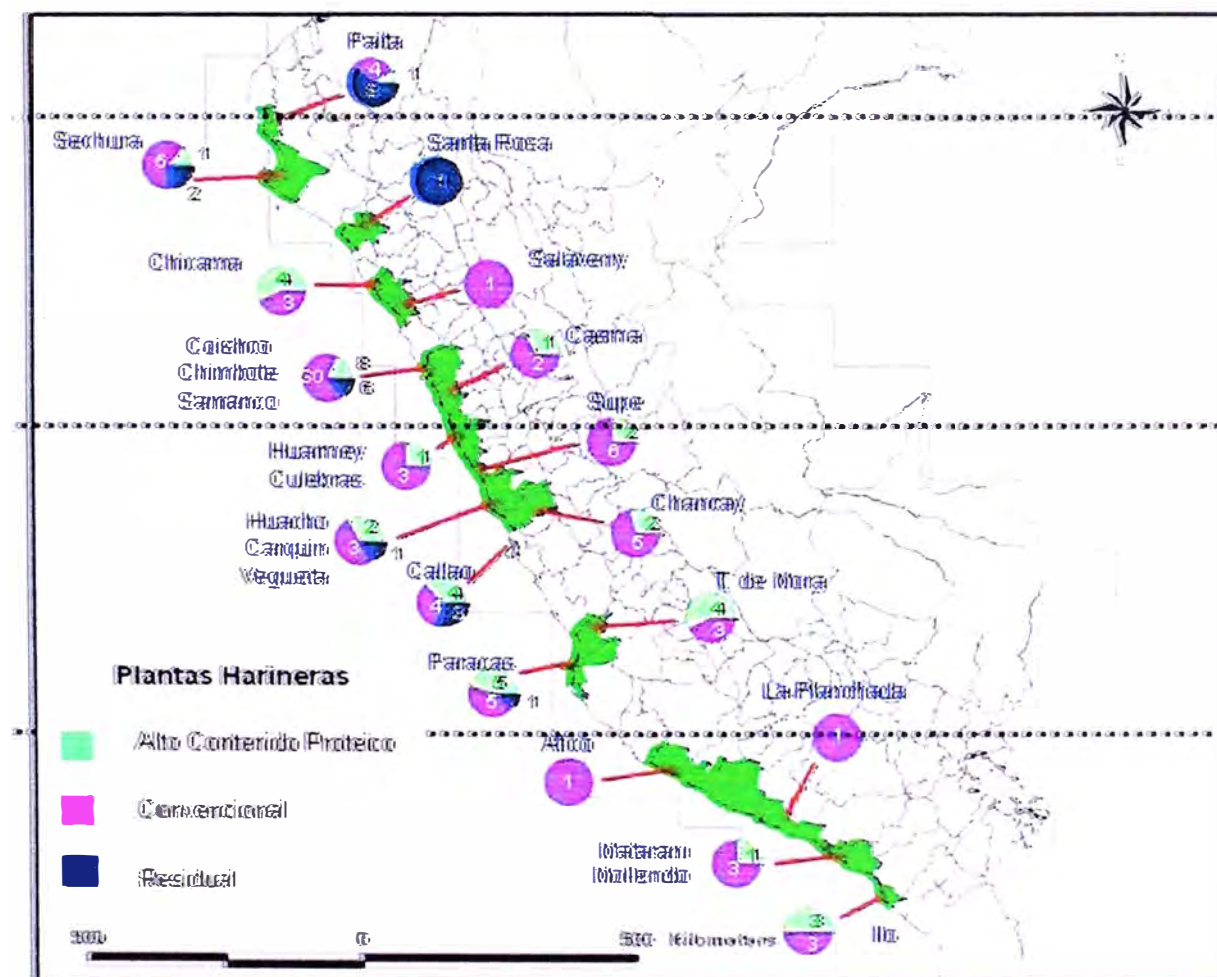 Paita
4
1
Sechura
5
1
2
Santa Rosa
1
Chicama
4
3
Salaverry
1
Coishco
Chimbote
Samanco
30
8
6
Casma
1
2
Supe
2
6
Huarmey
Culebras
1
3
Huacho
Carquin
Vegueta
2
3
1
Chancay
2
5
Callao
4
4
T. de Mora
4
3
Paracas
5
5
1
Plantas Harineras
Alto Contenido Proteico
Convencional
Residual
La Planchada
1
Atico
1
Matarani
Mollendo
1
3
Ilo
3
3
500
0
500 Kilometers